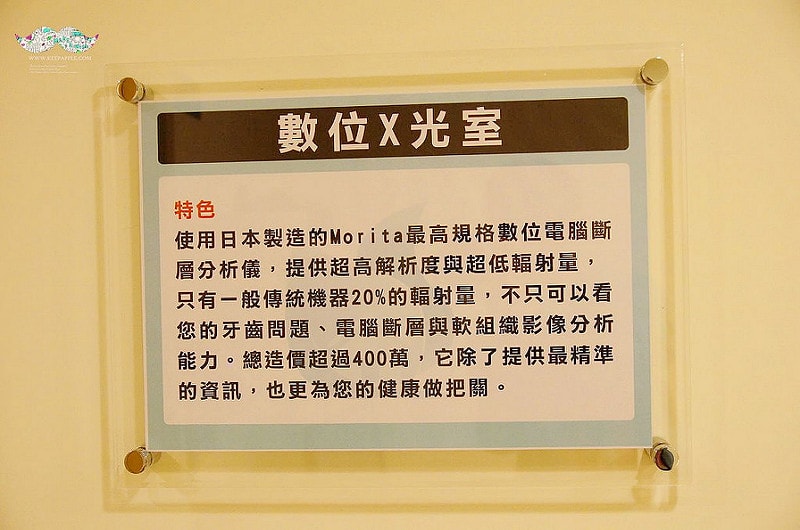 數位X光室
特色
使用日本製造的Morita最高規格數位電腦斷
層分析儀，提供超高解析度與超低輻射量，
只有一般傳統機器20%的輻射量，不只可以看
您的牙齒問題、電腦斷層與軟組織影像分析
能力。總造價超過400萬，它除了提供最精準
的資訊，也更為您的健康做把關。